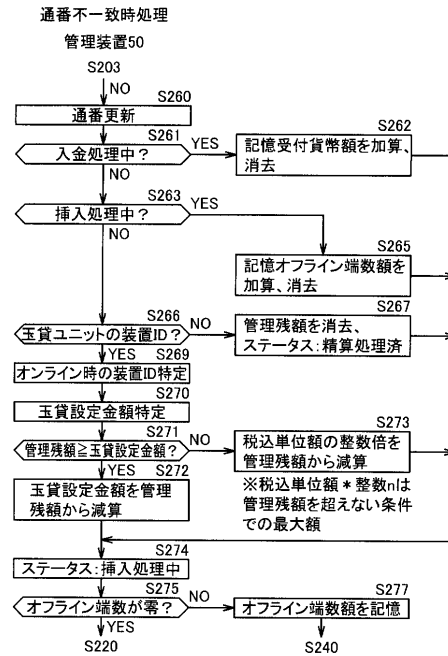 通番不一致時処理
管理装置50
S203
NO
S260
通番更新
S261
入金処理中？
YES
S262
記憶受付貨幣額を加算、
消去
NO
S263
挿入処理中？
YES
NO
S265
記憶オフライン端数額を
加算、消去
S266
玉貸ユニットの装置ID？
NO
S267
管理残額を消去、
ステータス：精算処理済
YES
S269
オンライン時の装置ID特定
S270
玉貸設定金額特定
S271
管理残額≧玉貸設定金額？
NO
S273
税込単位額の整数倍を
管理残額から減算
※税込単位額＊整数nは
管理残額を超えない条件
での最大額
YES
S272
玉貸設定金額を管理
残額から減算
S274
ステータス：挿入処理中
S275
オフライン端数が零？
NO
S277
オフライン端数額を記憶
YES
S220
S240